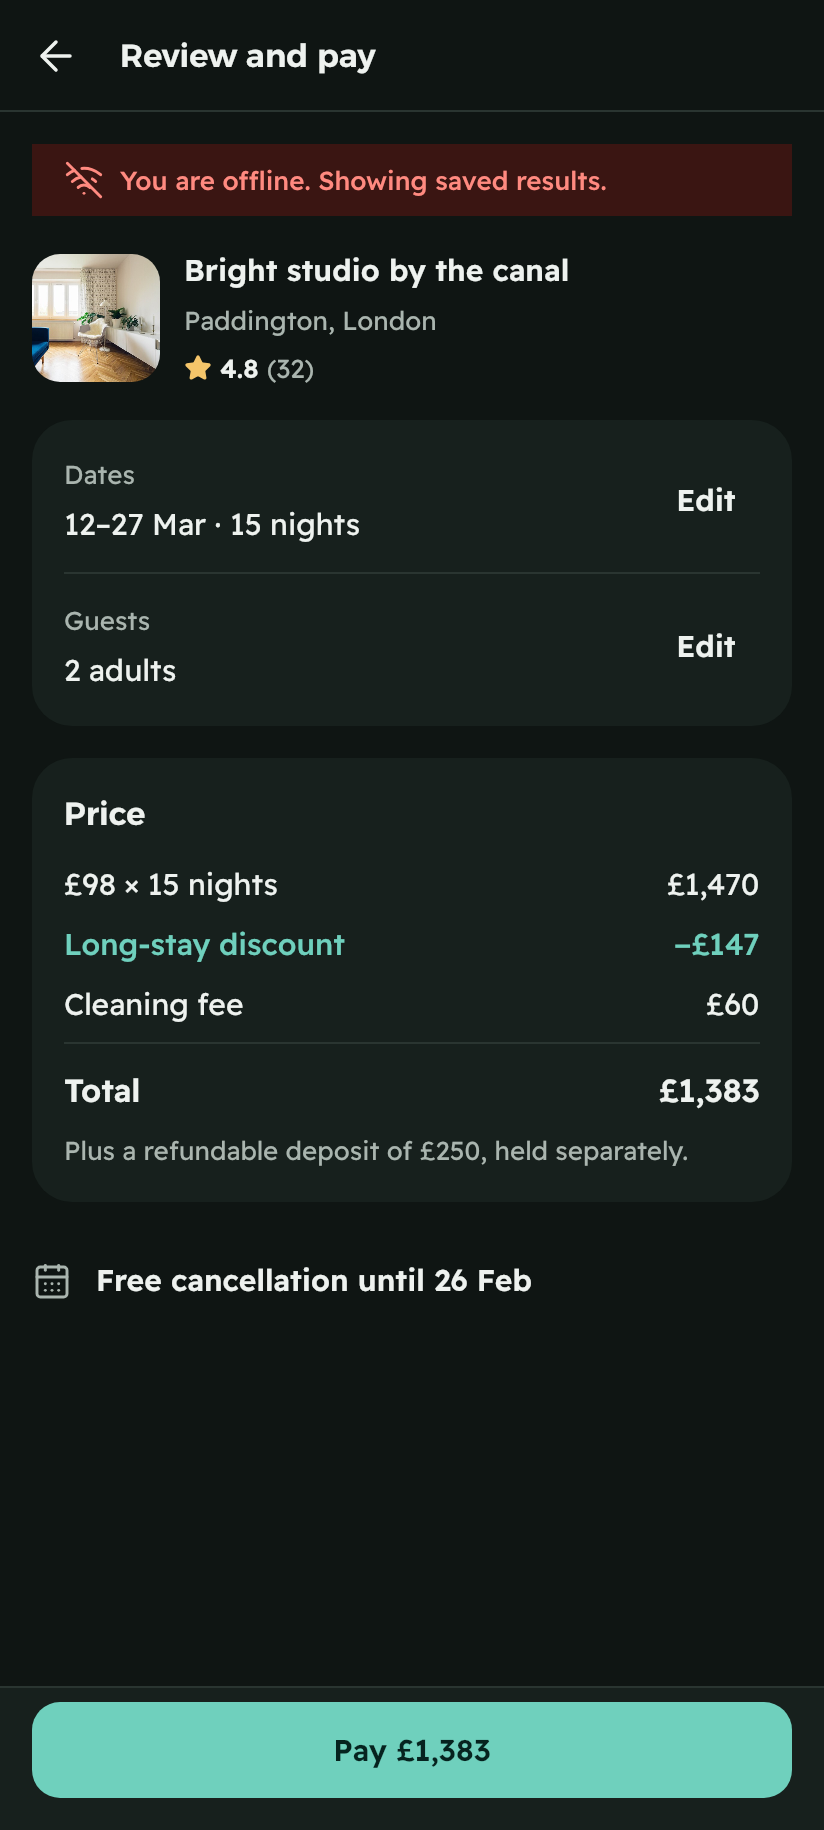 Review and pay
You are offline. Showing saved results.
Bright studio by the canal
Paddington, London
4.8 (32)
Dates
12–27 Mar · 15 nights
Edit
Guests
2 adults
Edit
Price
£98 × 15 nights £1,470
Long-stay discount −£147
Cleaning fee £60
Total £1,383
Plus a refundable deposit of £250, held separately.
Free cancellation until 26 Feb
Pay £1,383